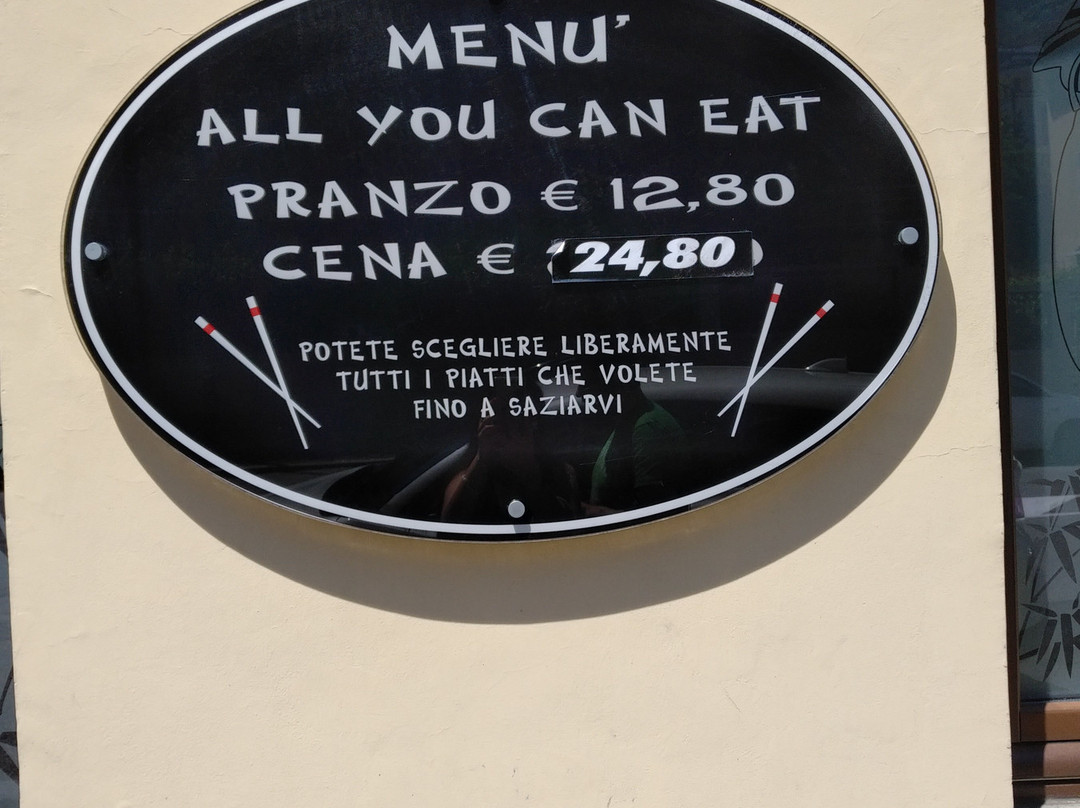 MENU'
ALL YOU CAN EAT
PRANZO € 12,80
CENA € 24,80
POTETE SCEGLIERE LIBERAMENTE
TUTTI I PIATTI CHE VOLETE
FINO A SAZIARVI